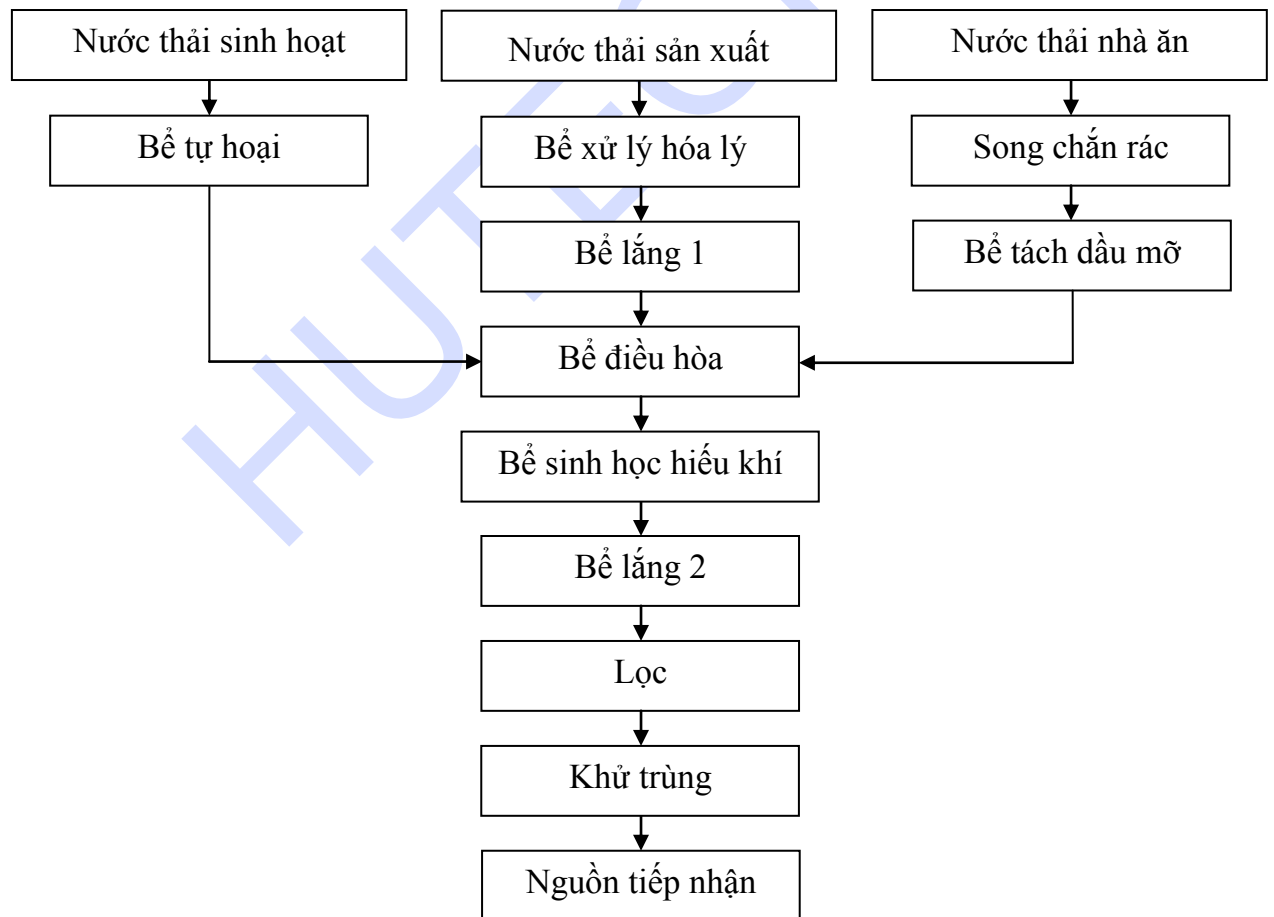 Nước thải sinh hoạt
Nước thải sản xuất
Nước thải nhà ăn
Bể tự hoại
Bể xử lý hóa lý
Song chắn rác
Bể lắng 1
Bể tách dầu mỡ
Bể điều hòa
Bể sinh học hiếu khí
Bể lắng 2
Lọc
Khử trùng
Nguồn tiếp nhận
HUTEC